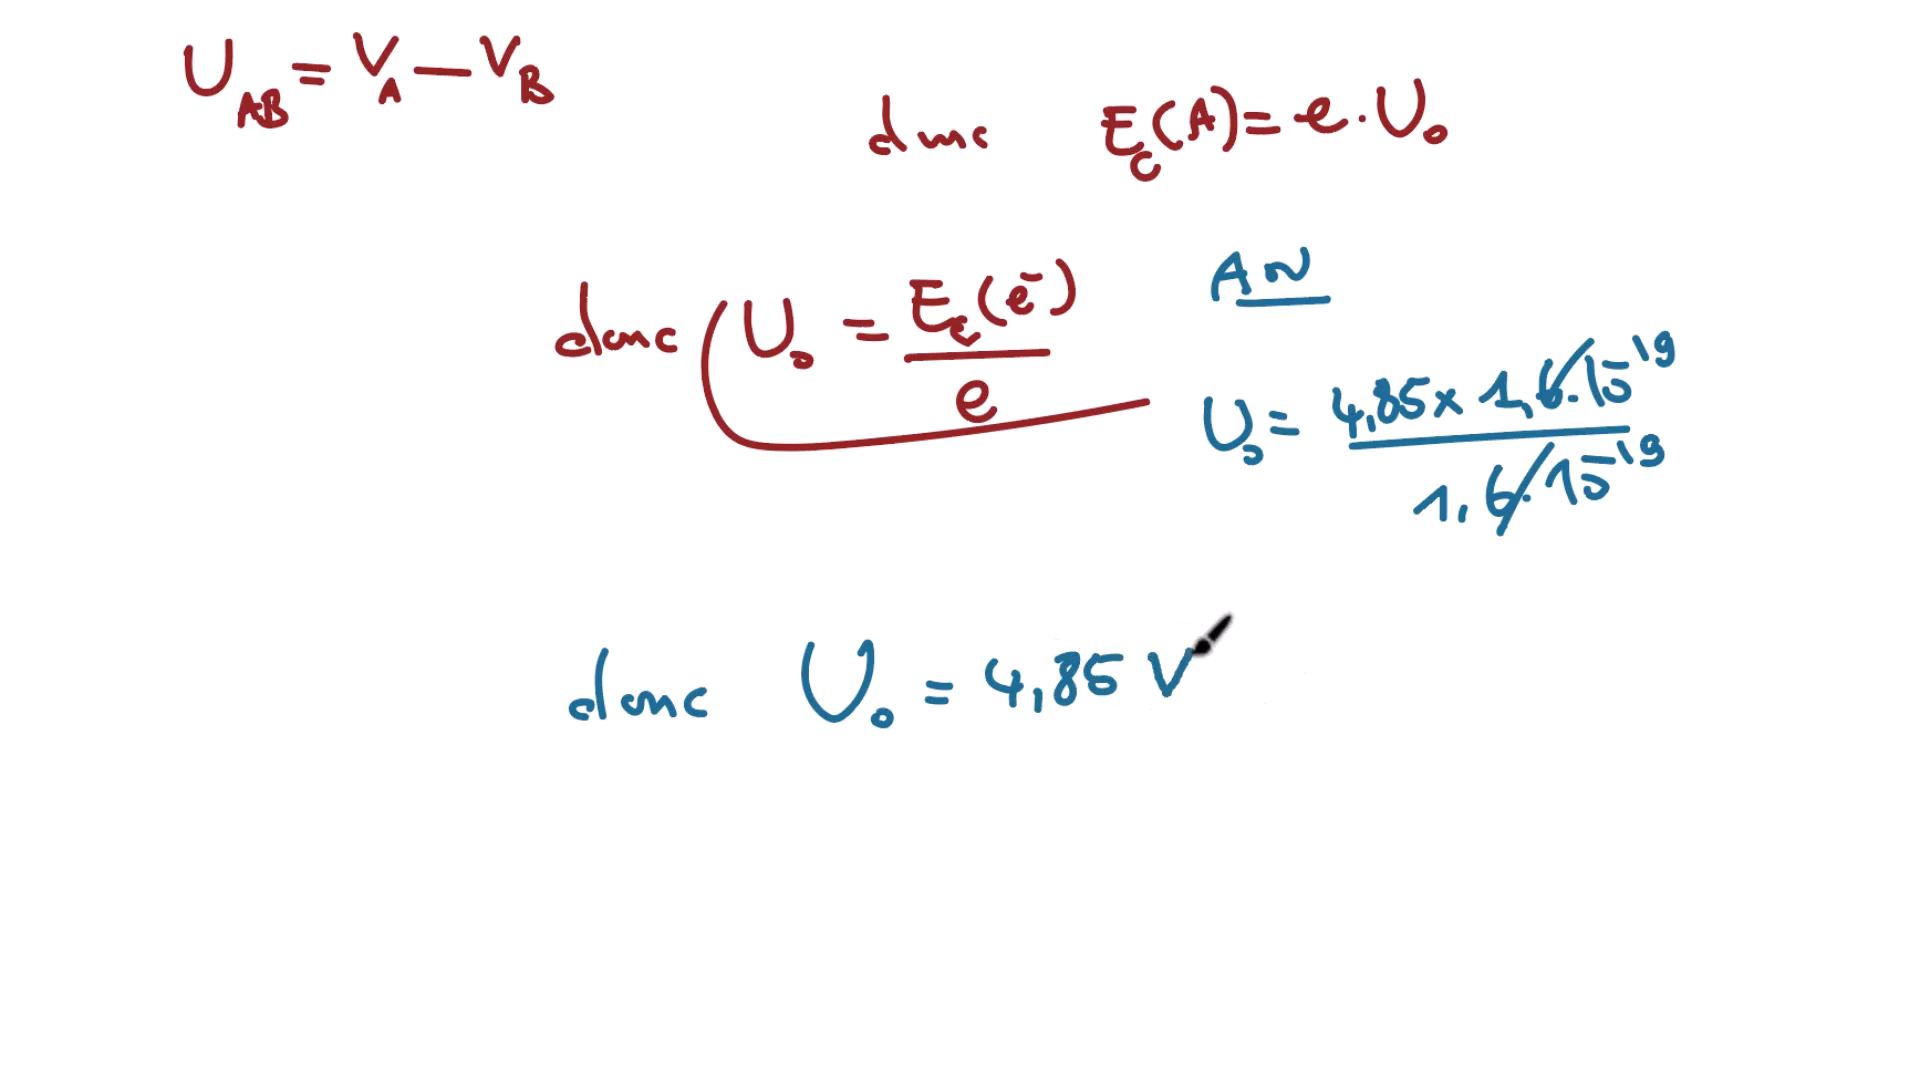 U_AB = V_A — V_B
donc E_c(A) = e . U_0
donc U_0 = E_c(e⁻) / e
AN
U_0 = 4,85 x 1,6.10⁻¹⁹ / 1,6.10⁻¹⁹
donc U_0 = 4,85 V